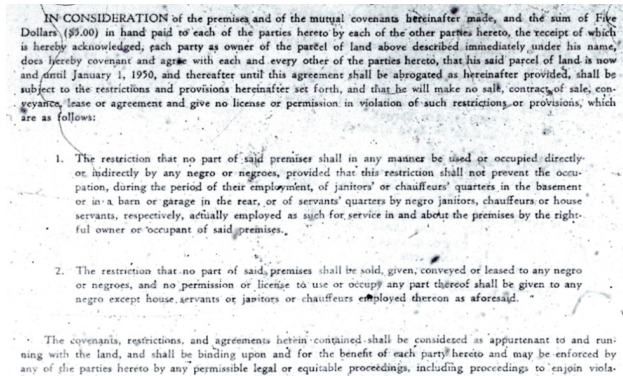 IN CONSIDERATION of the premises and of the mutual covenants hereinafter made, and the sum of Five
Dollars ($5.00) in hand paid to each of the parties hereto by each of the other parties hereto, the receipt of which
is hereby acknowledged, each party as owner of the parcel of land above described immediately under his name,
does hereby covenant and agree with each and every other of the parties hereto, that his said parcel of land is now
and until January 1, 1950, and thereafter until this agreement shall be abrogated as hereinafter provided, shall be
subject to the restrictions and provisions hereinafter set forth, and that he will make no sale, contract of sale, con-
veyance, lease or agreement and give no license or permission in violation of such restrictions or provisions, which
are as follows:
1. The restriction that no part of said premises shall in any manner be used or occupied directly
or indirectly by any negro or negroes, provided that this restriction shall not prevent the occu-
pation, during the period of their employment, of janitors' or chauffeurs' quarters in the basement
or in a barn or garage in the rear, or of servants' quarters by negro janitors, chauffeurs or house
servants, respectively, actually employed as such for service in and about the premises by the right-
ful owner or occupant of said premises.
2. The restriction that no part of said premises shall be sold, given, conveyed or leased to any negro
or negroes, and no permission or license to use or occupy any part thereof shall be given to any
negro except house servants or janitors or chauffeurs employed thereon as aforesaid.
The covenants, restrictions, and agreements herein contained shall be considered as appurtenant to and run-
ning with the land, and shall be binding upon and for the benefit of each party hereto and may be enforced by
any of the parties hereto by any permissible legal or equitable proceedings, including proceedings to enjoin viola-